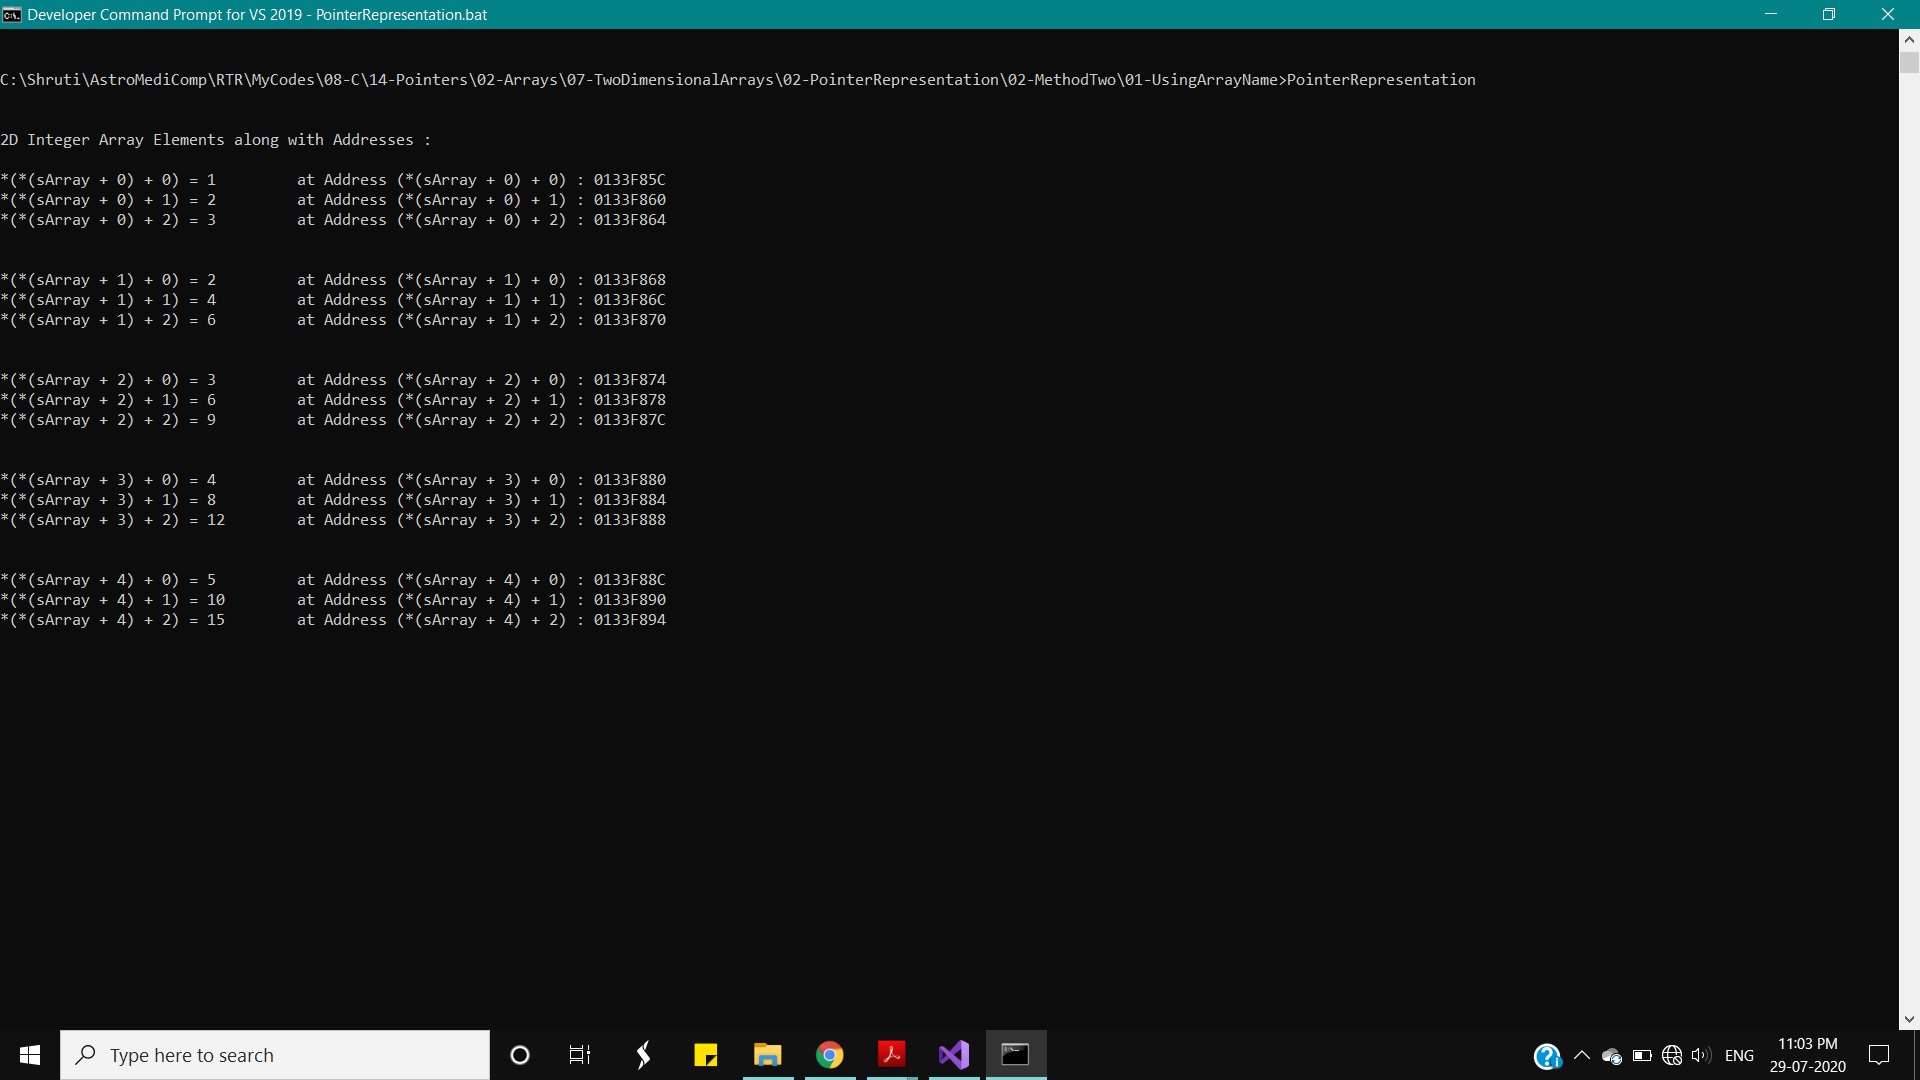 Developer Command Prompt for VS 2019 - PointerRepresentation.bat
C:\Shruti\AstroMediComp\RTR\MyCodes\08-C\14-Pointers\02-Arrays\07-TwoDimensionalArrays\02-PointerRepresentation\02-MethodTwo\01-UsingArrayName>PointerRepresentation
2D Integer Array Elements along with Addresses :
*(*(sArray + 0) + 0) = 1 at Address (*(sArray + 0) + 0) : 0133F85C
*(*(sArray + 0) + 1) = 2 at Address (*(sArray + 0) + 1) : 0133F860
*(*(sArray + 0) + 2) = 3 at Address (*(sArray + 0) + 2) : 0133F864
*(*(sArray + 1) + 0) = 2 at Address (*(sArray + 1) + 0) : 0133F868
*(*(sArray + 1) + 1) = 4 at Address (*(sArray + 1) + 1) : 0133F86C
*(*(sArray + 1) + 2) = 6 at Address (*(sArray + 1) + 2) : 0133F870
*(*(sArray + 2) + 0) = 3 at Address (*(sArray + 2) + 0) : 0133F874
*(*(sArray + 2) + 1) = 6 at Address (*(sArray + 2) + 1) : 0133F878
*(*(sArray + 2) + 2) = 9 at Address (*(sArray + 2) + 2) : 0133F87C
*(*(sArray + 3) + 0) = 4 at Address (*(sArray + 3) + 0) : 0133F880
*(*(sArray + 3) + 1) = 8 at Address (*(sArray + 3) + 1) : 0133F884
*(*(sArray + 3) + 2) = 12 at Address (*(sArray + 3) + 2) : 0133F888
*(*(sArray + 4) + 0) = 5 at Address (*(sArray + 4) + 0) : 0133F88C
*(*(sArray + 4) + 1) = 10 at Address (*(sArray + 4) + 1) : 0133F890
*(*(sArray + 4) + 2) = 15 at Address (*(sArray + 4) + 2) : 0133F894
Type here to search
ENG
11:03 PM
29-07-2020